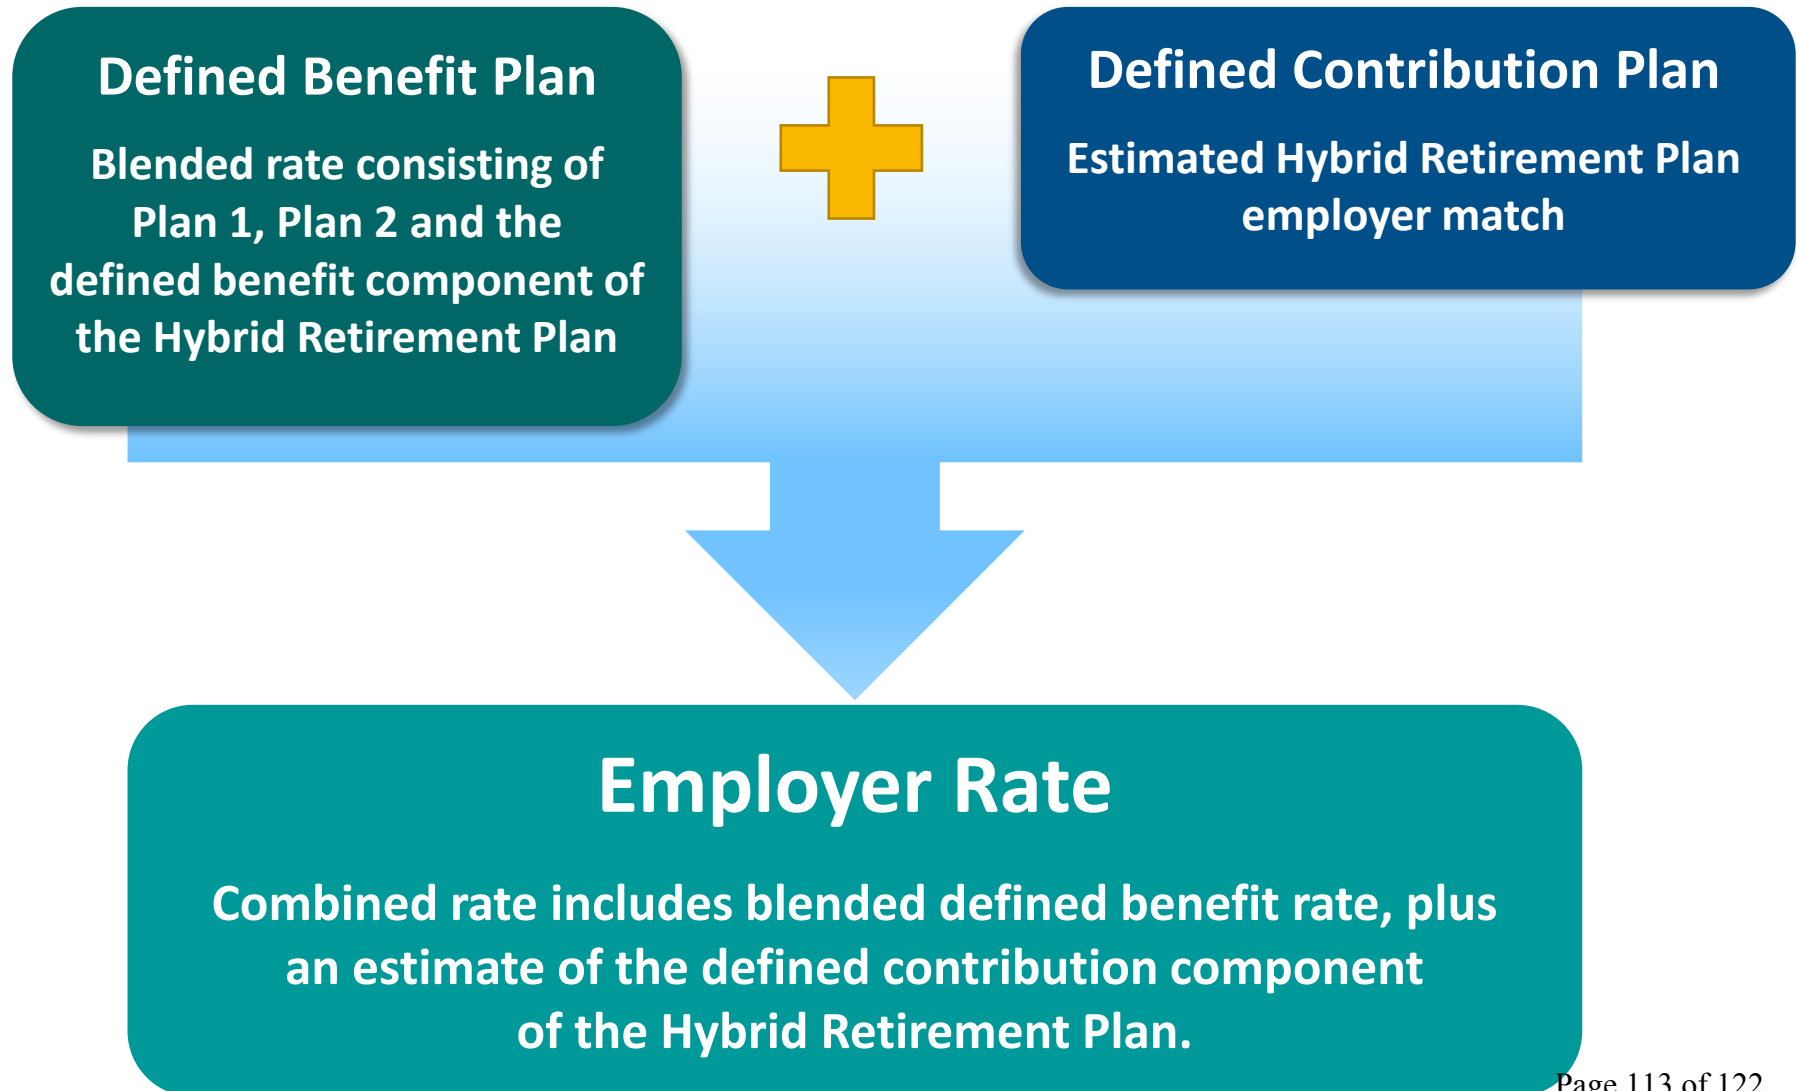 Defined Benefit Plan
Blended rate consisting of
Plan 1, Plan 2 and the
defined benefit component of
the Hybrid Retirement Plan
Defined Contribution Plan
Estimated Hybrid Retirement Plan
employer match
Employer Rate
Combined rate includes blended defined benefit rate, plus
an estimate of the defined contribution component
of the Hybrid Retirement Plan.
Page 113 of 122